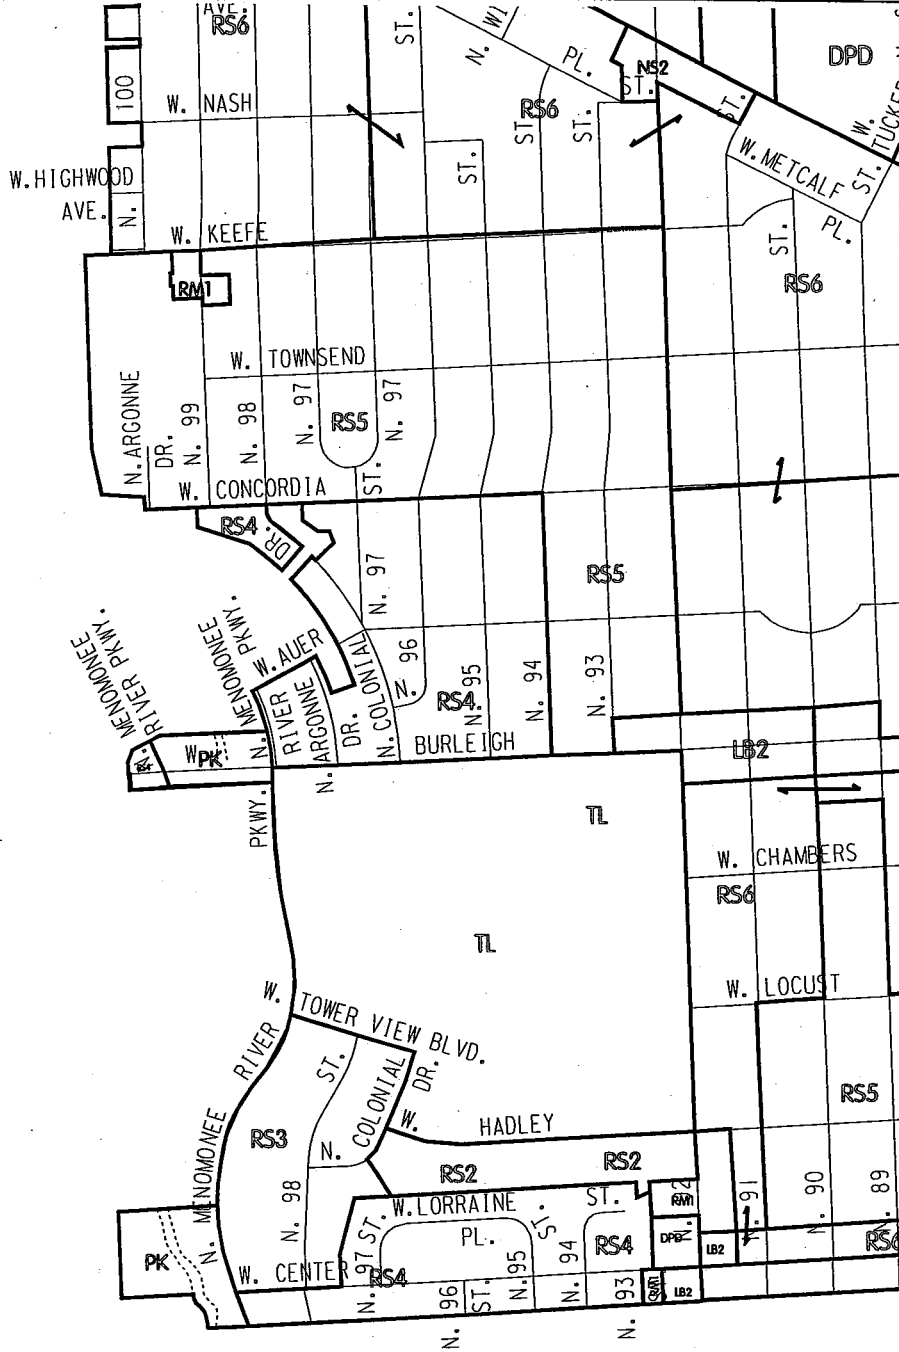 AVE.
RS6
ST.
N.
W1
PL.
NS2
ST.
DPD
W.
TUCKER
100
W. NASH
ST.
RS6
ST.
ST.
W. METCALF
ST.
PL.
W. HIGHWOOD
AVE.
N.
ST.
W. KEEFE
ST.
RM1
RS6
W. TOWNSEND
N. ARGONNE
DR.
N. 99
N. 98
N. 97
RS5
N. 97
ST.
W. CONCORDIA
RS4
DR.
N. 97
RS5
MENOMONEE
RIVER PKWY.
N.
MENOMONEE
PKWY.
N.
W. AUER
RIVER
N. ARGONNE
DR.
N. COLONIAL
N. 96
RS4
N. 95
N. 94
N. 93
W.
PK
BURLEIGH
LB2
PKWY.
TL
W. CHAMBERS
RS6
TL
W. LOCUST
W. TOWER VIEW BLVD.
RIVER
ST.
COLONIAL
DR.
N.
RS5
W. HADLEY
RS3
N. MENOMONEE
RS2
RS2
N. 98
W. LORRAINE
PL.
ST.
RM1
2
N.
N. 91
N. 90
N. 89
PK
N. 97 ST.
ST.
RS4
DPD
LB2
RS6
W. CENTER
RS4
N. 96
ST.
N. 95
N. 94
N. 93
RM1
LB2
N.
N.